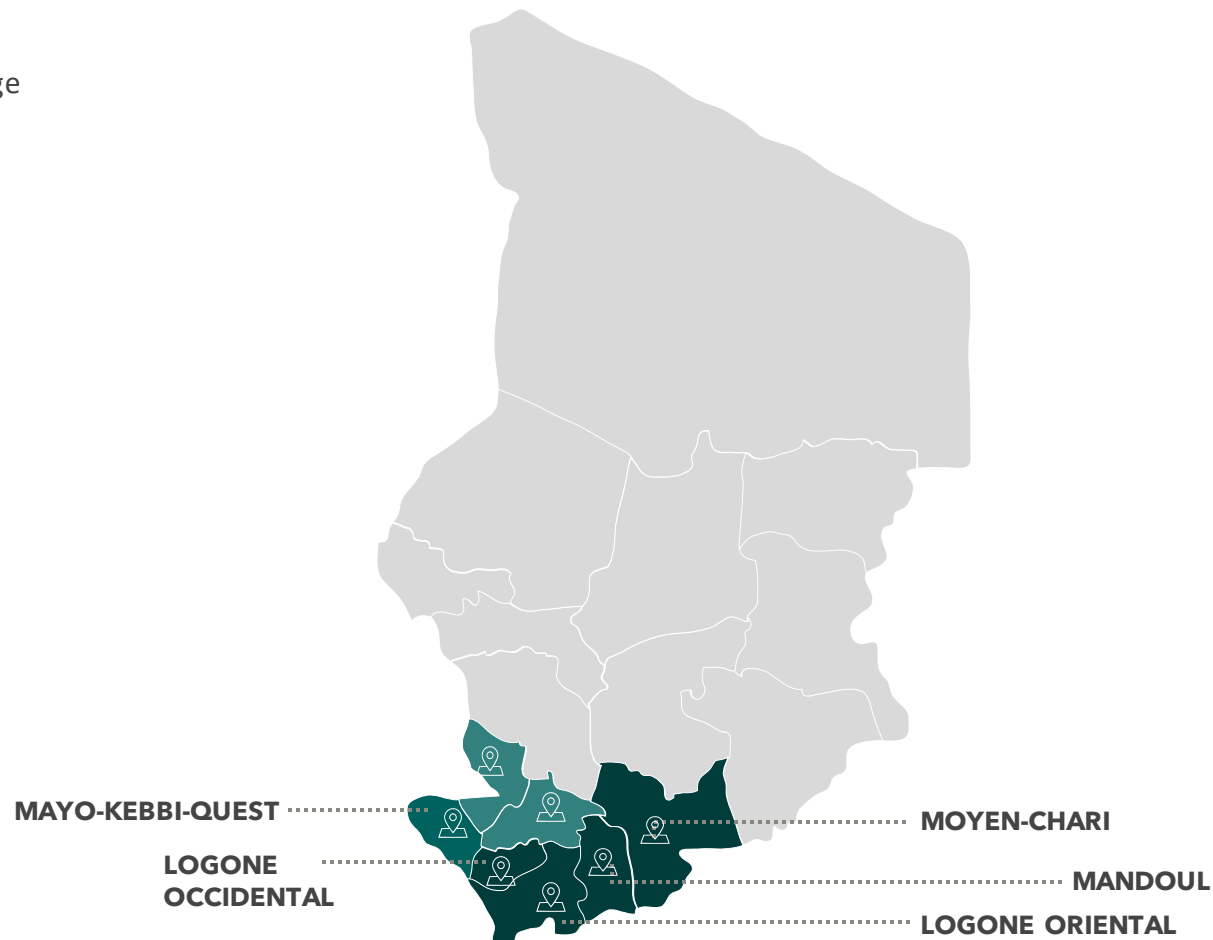 ge
MAYO-KEBBI-QUEST
MOYEN-CHARI
LOGONE
OCCIDENTAL
MANDOUL
LOGONE ORIENTAL